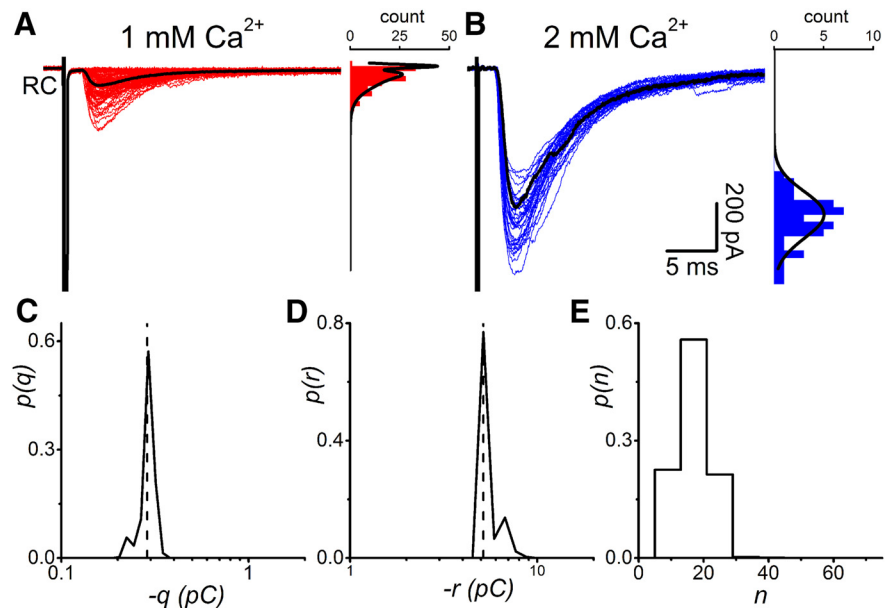 A
1 mM Ca²⁺
count
0 25 50
RC
B
2 mM Ca²⁺
count
0 5 10
200 pA
5 ms
C
p(q)
0.6
0.3
0.0
0.1 1
-q (pC)
D
p(r)
0.8
0.4
0.0
1 10
-r (pC)
E
p(n)
0.6
0.3
0.0
0 20 40 60
n